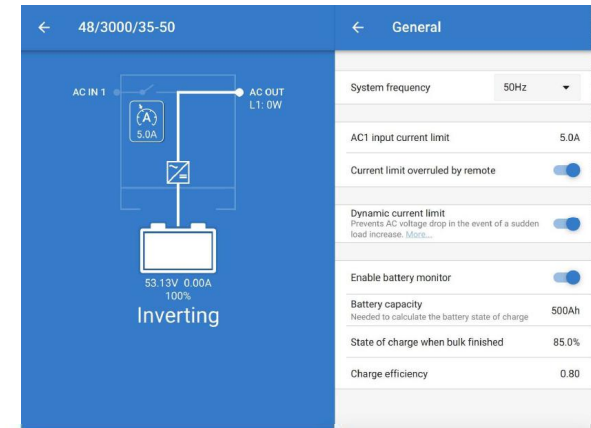 48/3000/35-50
AC IN 1
AC OUT
L1: 0W
(A)
5.0A
53.13V 0.00A
100%
Inverting
General
System frequency 50Hz
AC1 input current limit 5.0A
Current limit overruled by remote
Dynamic current limit
Prevents AC voltage drop in the event of a sudden
load increase. More...
Enable battery monitor
Battery capacity 500Ah
Needed to calculate the battery state of charge
State of charge when bulk finished 85.0%
Charge efficiency 0.80